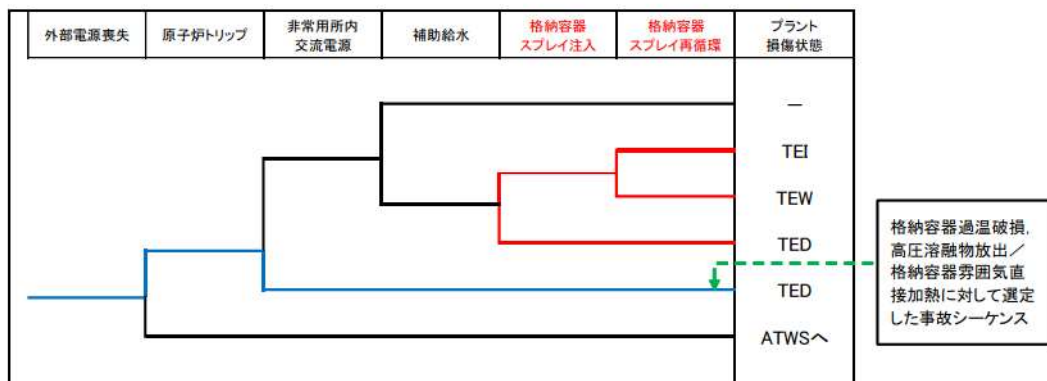 外部電源喪失
原子炉トリップ
非常用所内
交流電源
補助給水
格納容器
スプレイ注入
格納容器
スプレイ再循環
プラント
損傷状態
－
TEI
TEW
TED
TED
ATWSへ
格納容器過温破損，
高圧溶融物放出／
格納容器雰囲気直
接加熱に対して選定
した事故シーケンス